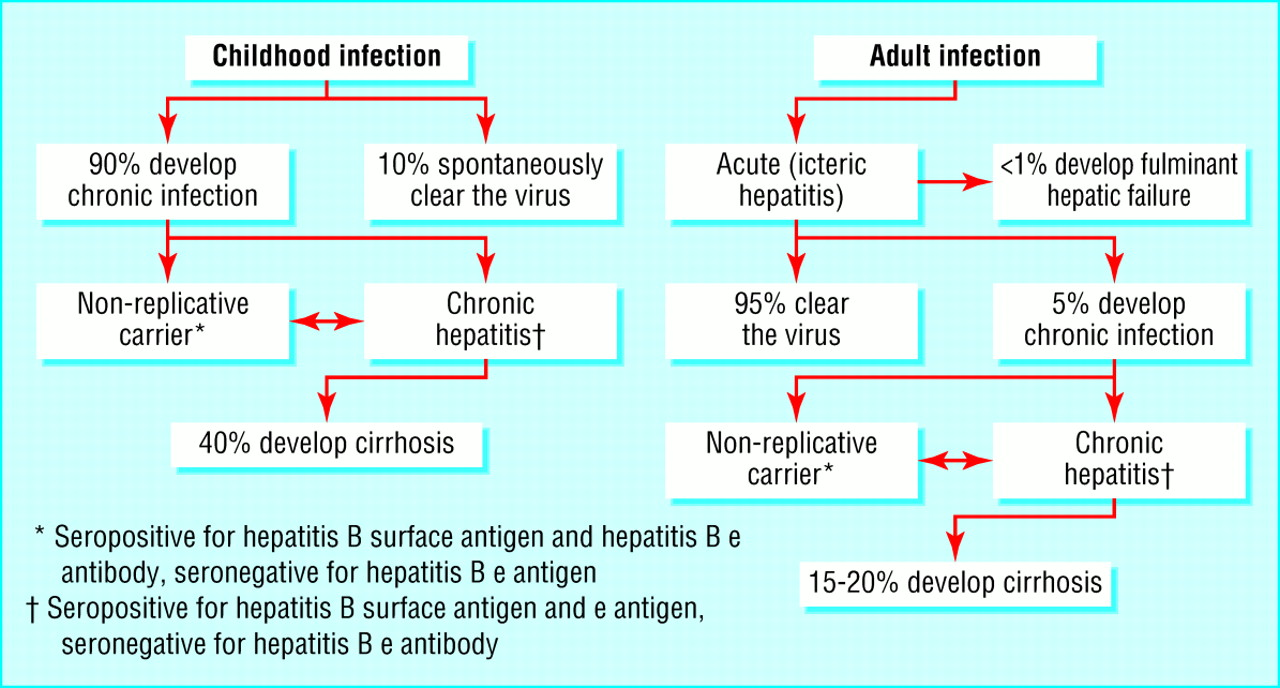 Childhood infection
90% develop
chronic infection
10% spontaneously
clear the virus
Non-replicative
carrier*
Chronic
hepatitis†
40% develop cirrhosis
Adult infection
Acute (icteric
hepatitis)
<1% develop fulminant
hepatic failure
95% clear
the virus
5% develop
chronic infection
Non-replicative
carrier*
Chronic
hepatitis†
15-20% develop cirrhosis
* Seropositive for hepatitis B surface antigen and hepatitis B e
antibody, seronegative for hepatitis B e antigen
† Seropositive for hepatitis B surface antigen and e antigen,
seronegative for hepatitis B e antibody